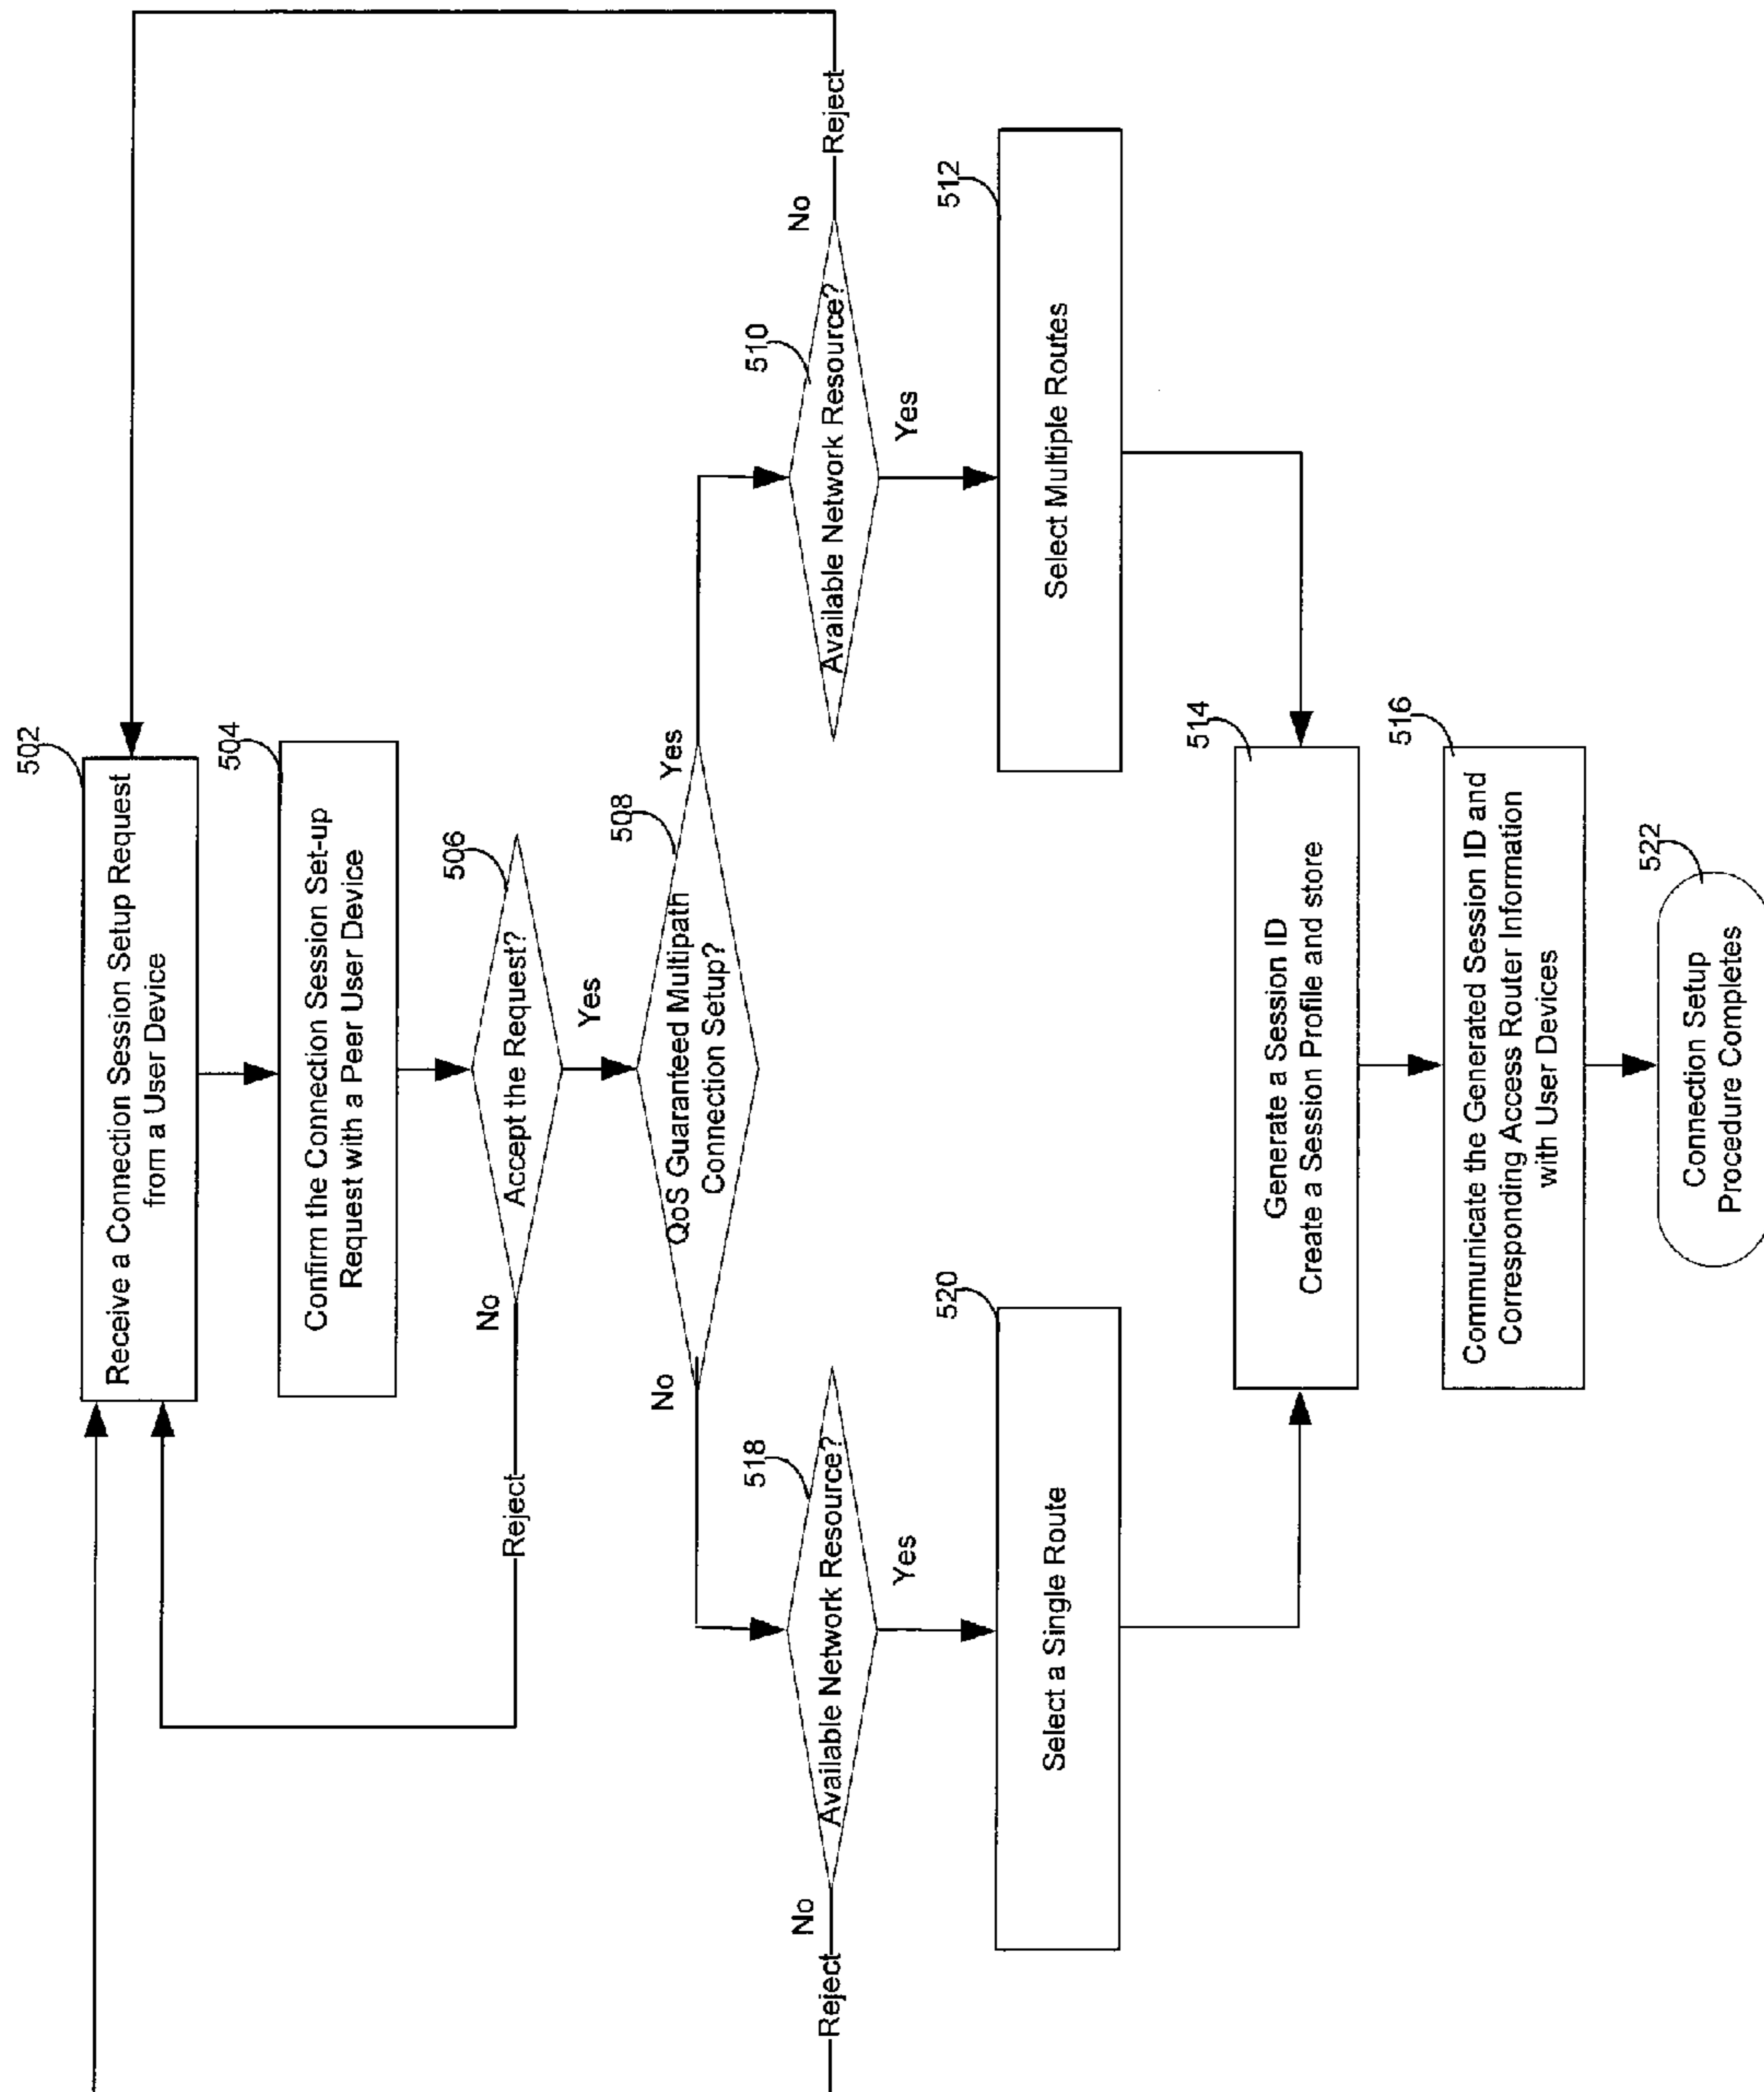 502
Receive a Connection Session Setup Request
from a User Device
504
Confirm the Connection Session Set-up
Request with a Peer User Device
506
Accept the Request?
No
Reject
Yes
508
QoS Guaranteed Multipath
Connection Setup?
No
Yes
518
Available Network Resource?
No
Reject
Yes
510
Available Network Resource?
No
Reject
Yes
520
Select a Single Route
512
Select Multiple Routes
514
Generate a Session ID
Create a Session Profile and store
516
Communicate the Generated Session ID and
Corresponding Access Router Information
with User Devices
522
Connection Setup
Procedure Completes